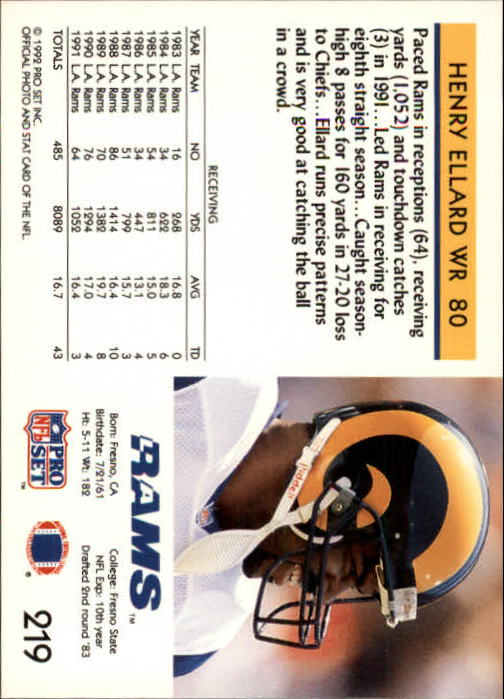 HENRY ELLARD WR 80
Paced Rams in receptions (64), receiving
yards (1,052) and touchdown catches
(3) in 1991...Led Rams in receiving for
eighth straight season...Caught season-
high 8 passes for 160 yards in 27-20 loss
to Chiefs...Ellard runs precise patterns
and is very good at catching the ball
in a crowd.
RECEIVING
YEAR TEAM NO YDS AVG TD
1983 L.A. Rams 16 268 16.8 0
1984 L.A. Rams 34 622 18.3 6
1985 L.A. Rams 54 811 15.0 5
1986 L.A. Rams 34 447 13.1 4
1987 L.A. Rams 51 799 15.7 3
1988 L.A. Rams 86 1414 16.4 10
1989 L.A. Rams 70 1382 19.7 8
1990 L.A. Rams 76 1294 17.0 4
1991 L.A. Rams 64 1052 16.4 3
TOTALS 485 8089 16.7 43
© 1992 PRO SET INC.
OFFICIAL PHOTO AND STAT CARD OF THE NFL
Riddell
RAMS™
Born: Fresno, CA
Birthdate: 7/21/61
Ht: 5-11 Wt: 182
College: Fresno State
NFL Exp: 10th year
Drafted 2nd round '83
PRO
NFL
SET ™
®
219